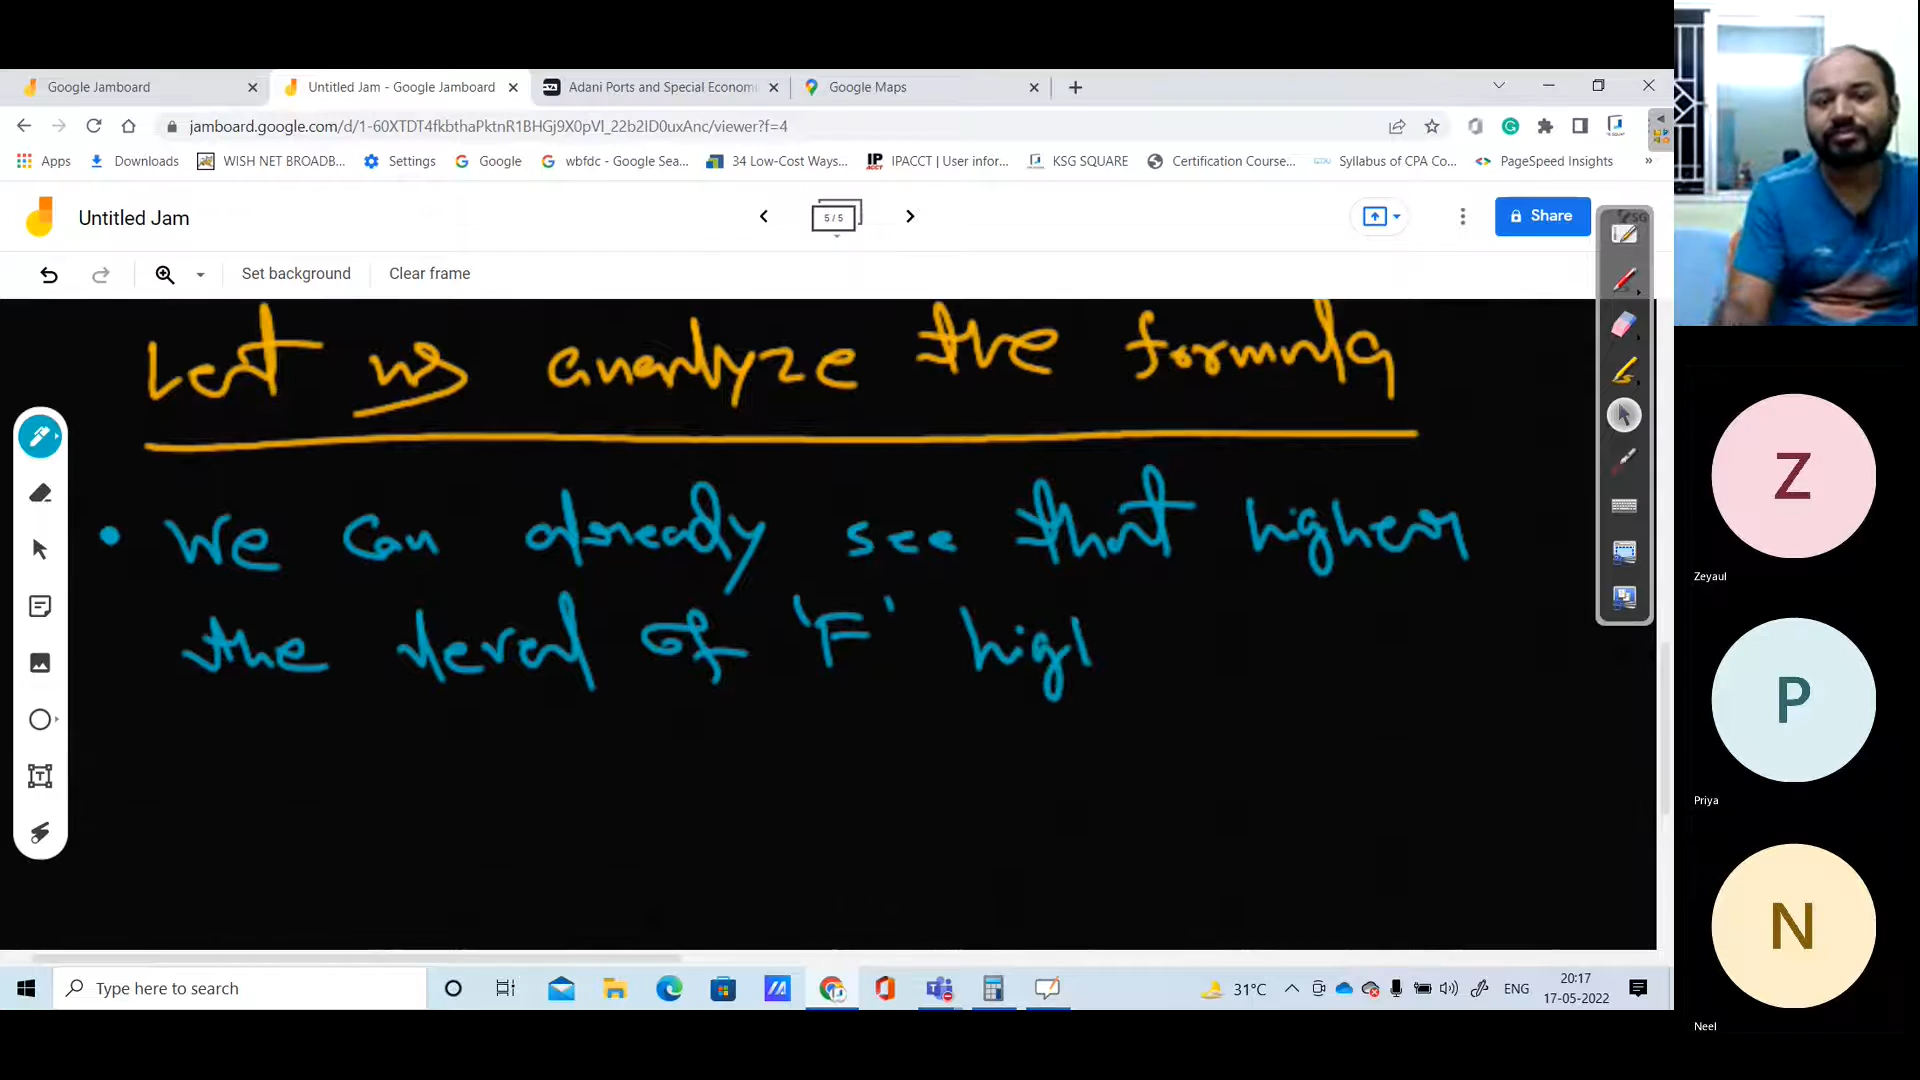 Google Jamboard
Untitled Jam - Google Jamboard
Adani Ports and Special Econom
Google Maps
jamboard.google.com/d/1-60XTDT4fkbthaPktnR1BHGj9X0pVl_22b2ID0uxAnc/viewer?f=4
Apps
Downloads
WISH NET BROADB...
Settings
Google
wbfdc - Google Sea...
34 Low-Cost Ways...
IP
ACCT
IPACCT | User infor...
KSG SQUARE
Certification Course...
Syllabus of CPA Co...
PageSpeed Insights
»
Untitled Jam
5 / 5
Share
Set background
Clear frame
Let us analyze the formula
• We can already see that higher
the level of 'F' higl
Z
Zeyaul
P
Priya
N
Neel
Type here to search
31°C
ENG
20:17
17-05-2022